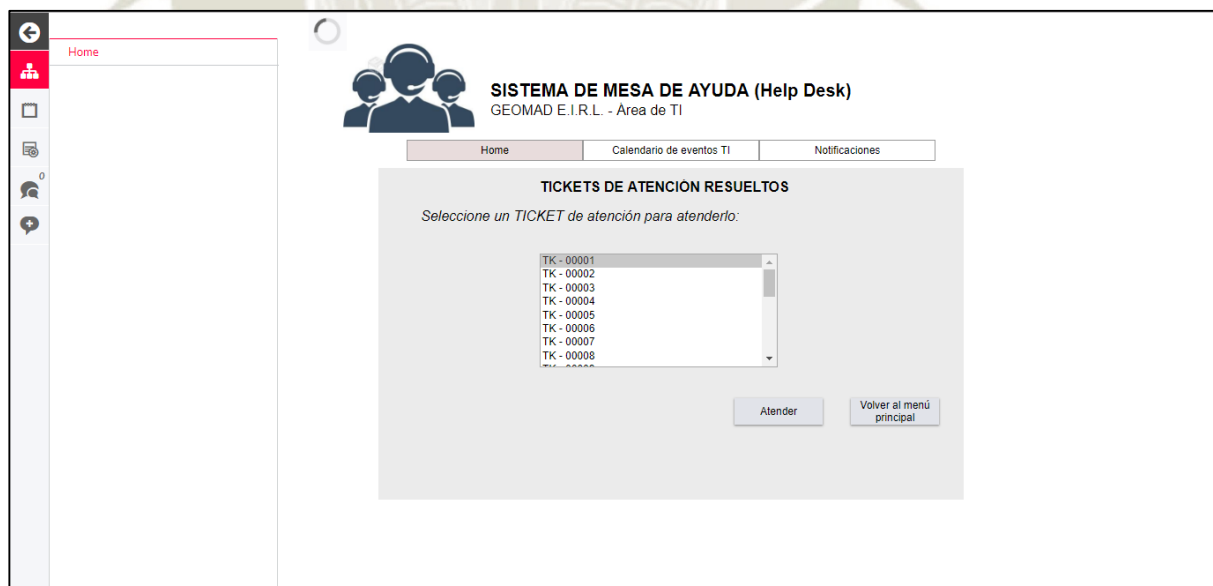 Home
0
SISTEMA DE MESA DE AYUDA (Help Desk)
GEOMAD E.I.R.L. - Área de TI
Home
Calendario de eventos TI
Notificaciones
TICKETS DE ATENCIÓN RESUELTOS
Seleccione un TICKET de atención para atenderlo:
TK - 00001
TK - 00002
TK - 00003
TK - 00004
TK - 00005
TK - 00006
TK - 00007
TK - 00008
Atender
Volver al menú
principal